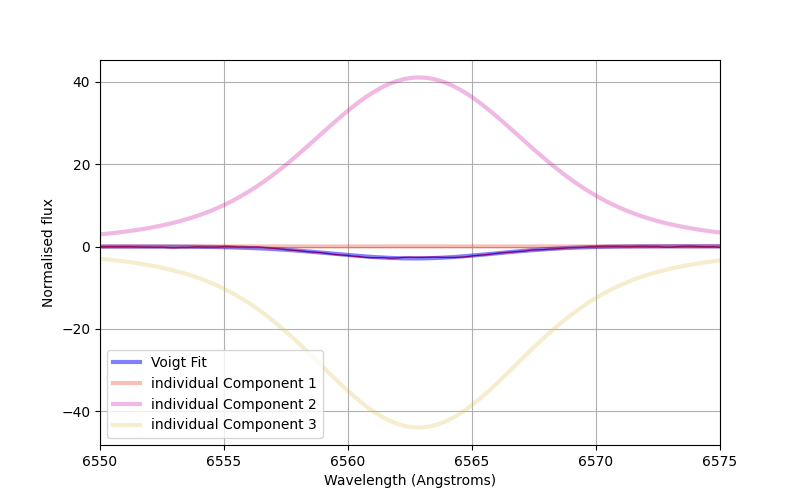 40
20
0
−20
−40
Normalised flux
Voigt Fit
individual Component 1
individual Component 2
individual Component 3
6550 6555 6560 6565 6570 6575
Wavelength (Angstroms)